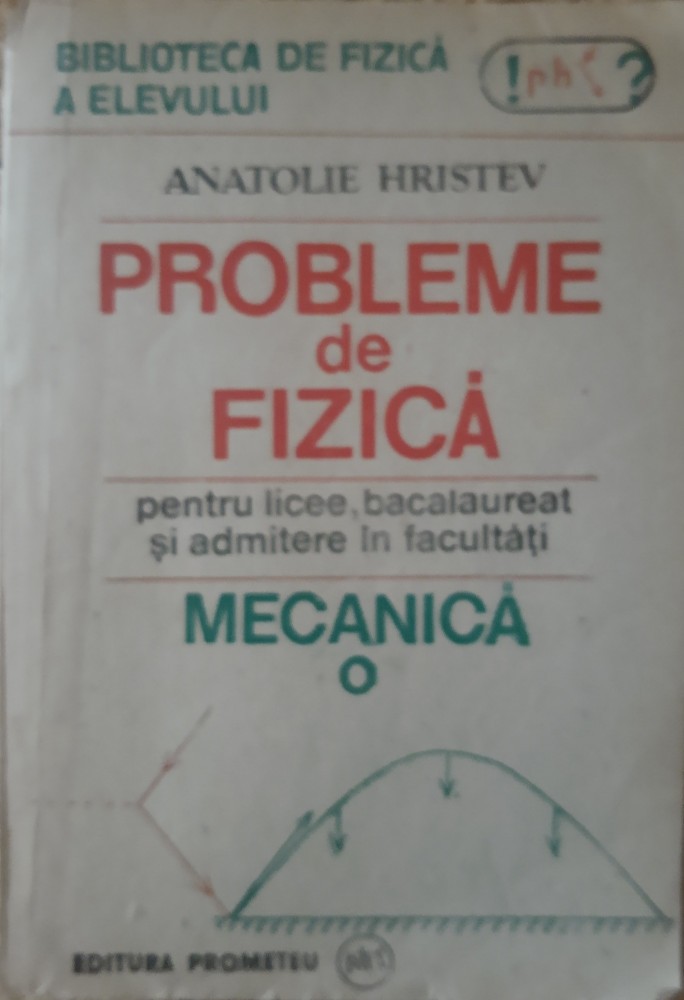 BIBLIOTECA DE FIZICĂ
A ELEVULUI
! ?
ANATOLIE HRISTEV
PROBLEME
de
FIZICĂ
pentru licee, bacalaureat
și admitere în facultăți
MECANICĂ
O
EDITURA PROMETEU